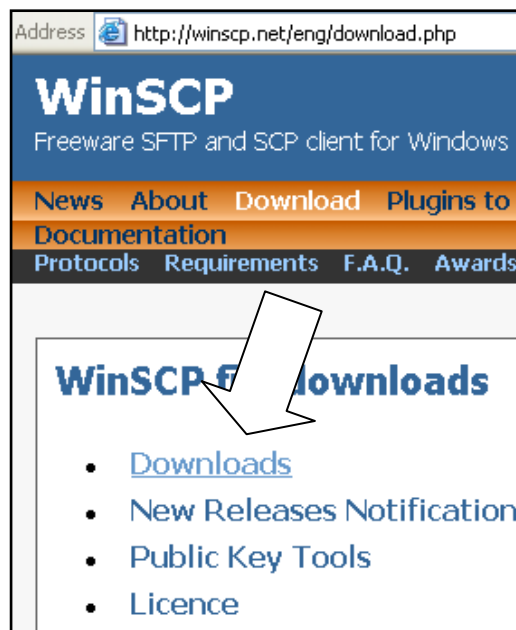 Address http://winscp.net/eng/download.php
WinSCP
Freeware SFTP and SCP client for Windows
News About Download Plugins to
Documentation
Protocols Requirements F.A.Q. Awards
WinSCP downloads
Downloads
New Releases Notification
Public Key Tools
Licence